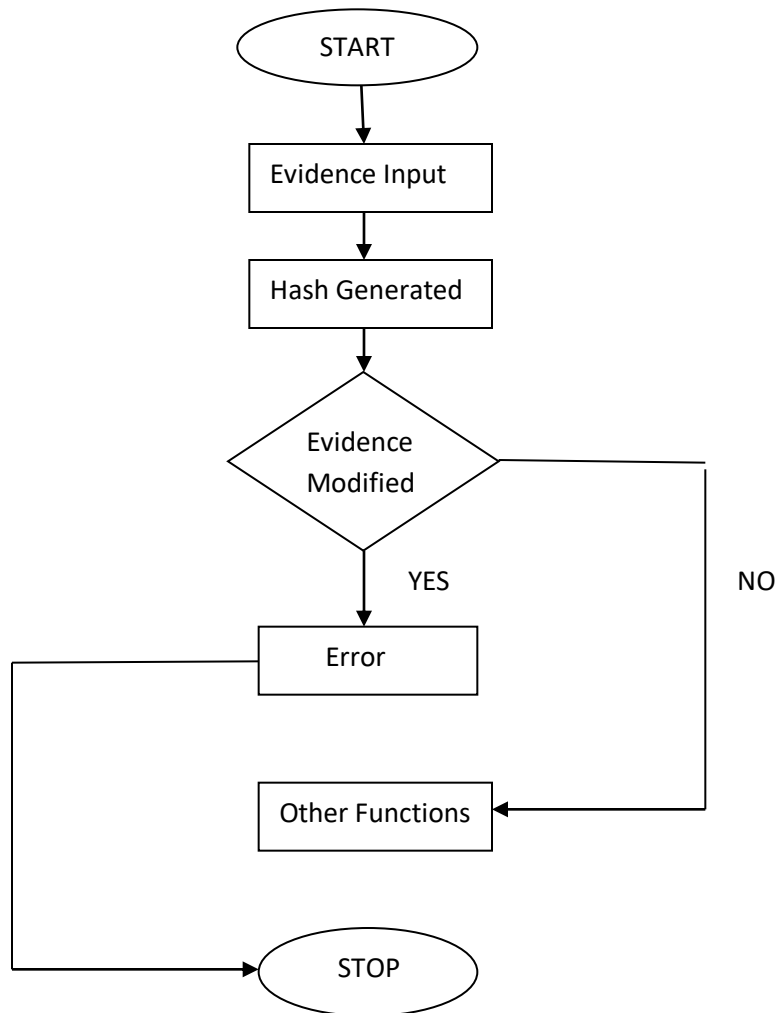 START
Evidence Input
Hash Generated
Evidence
Modified
YES
NO
Error
Other Functions
STOP